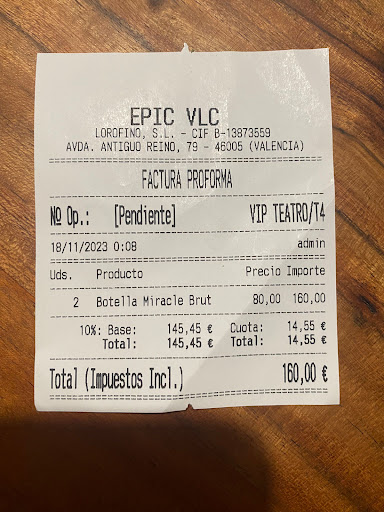 EPIC VLC
LOROFINO, S.L. - CIF B-13873559
AVDA. ANTIGUO REINO, 79 - 46005 (VALENCIA)
FACTURA PROFORMA
Nº Op.: [Pendiente] VIP TEATRO/T4
18/11/2023 0:08 admin
Uds. Producto Precio Importe
2 Botella Miracle Brut 80,00 160,00
10%: Base: 145,45 € Cuota: 14,55 €
Total: 145,45 € Total: 14,55 €
Total (Impuestos Incl.) 160,00 €